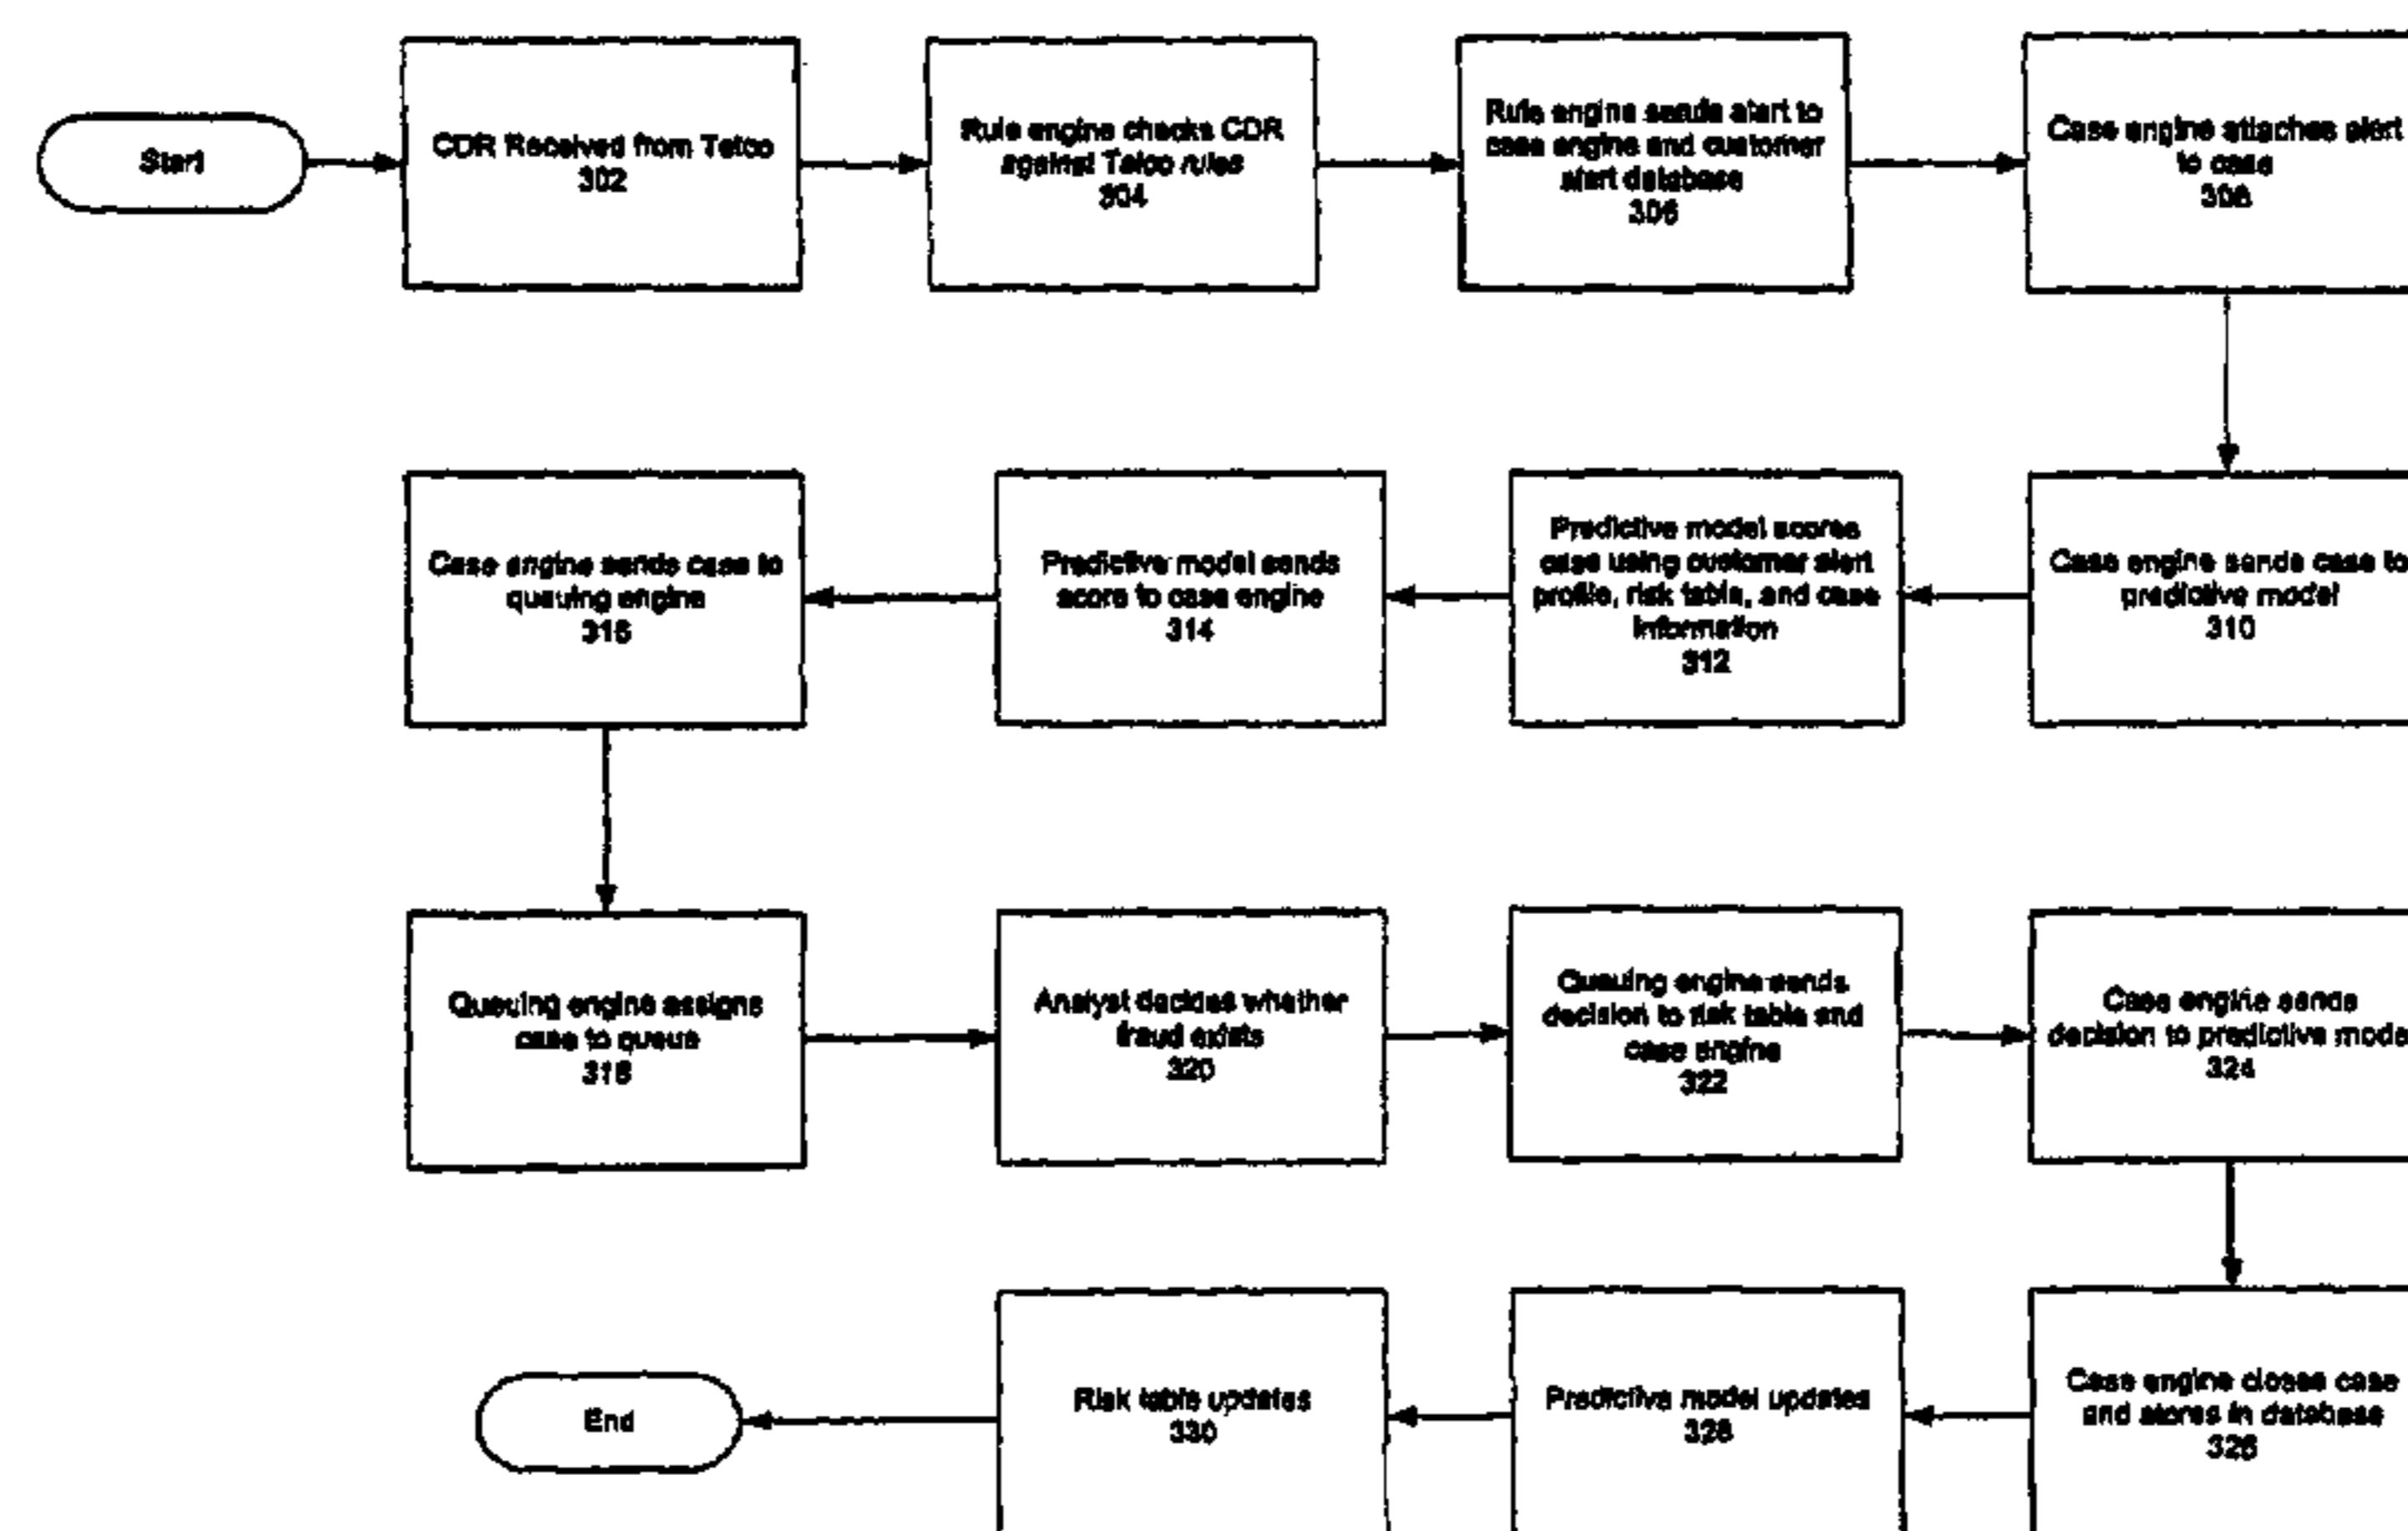 Start
CDR Received from Telco
302
Rule engine checks CDR
against Telco rules
304
Rule engine sends alert to
case engine and customer
alert database
306
Case engine attaches alert
to case
308
Case engine sends case to
predictive model
310
Predictive model scores
case using customer alert
profile, risk table, and case
information
312
Predictive model sends
score to case engine
314
Case engine sends case to
queuing engine
316
Queuing engine assigns
case to queue
318
Analyst decides whether
fraud exists
320
Queuing engine sends
decision to risk table and
case engine
322
Case engine sends
decision to predictive mode
324
Case engine closes case
and stores in database
326
Predictive model updates
328
Risk table updates
330
End